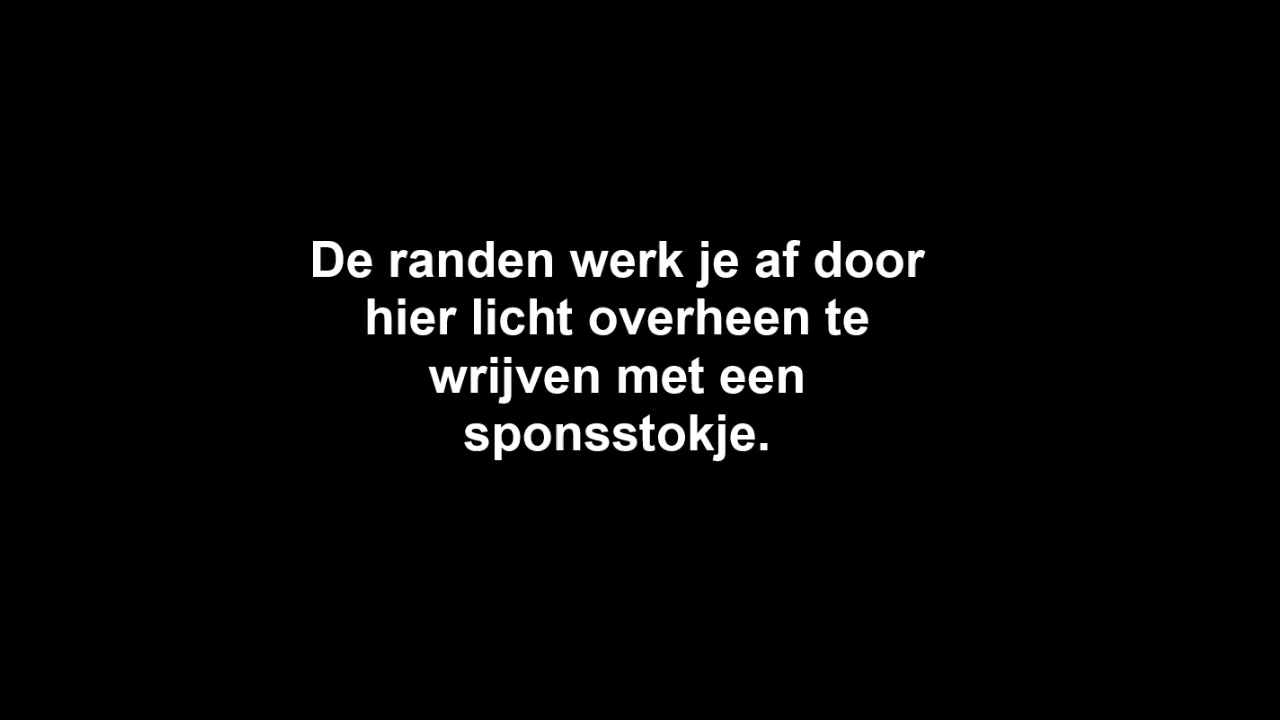 De randen werk je af door
hier licht overheen te
wrijven met een
sponsstokje.